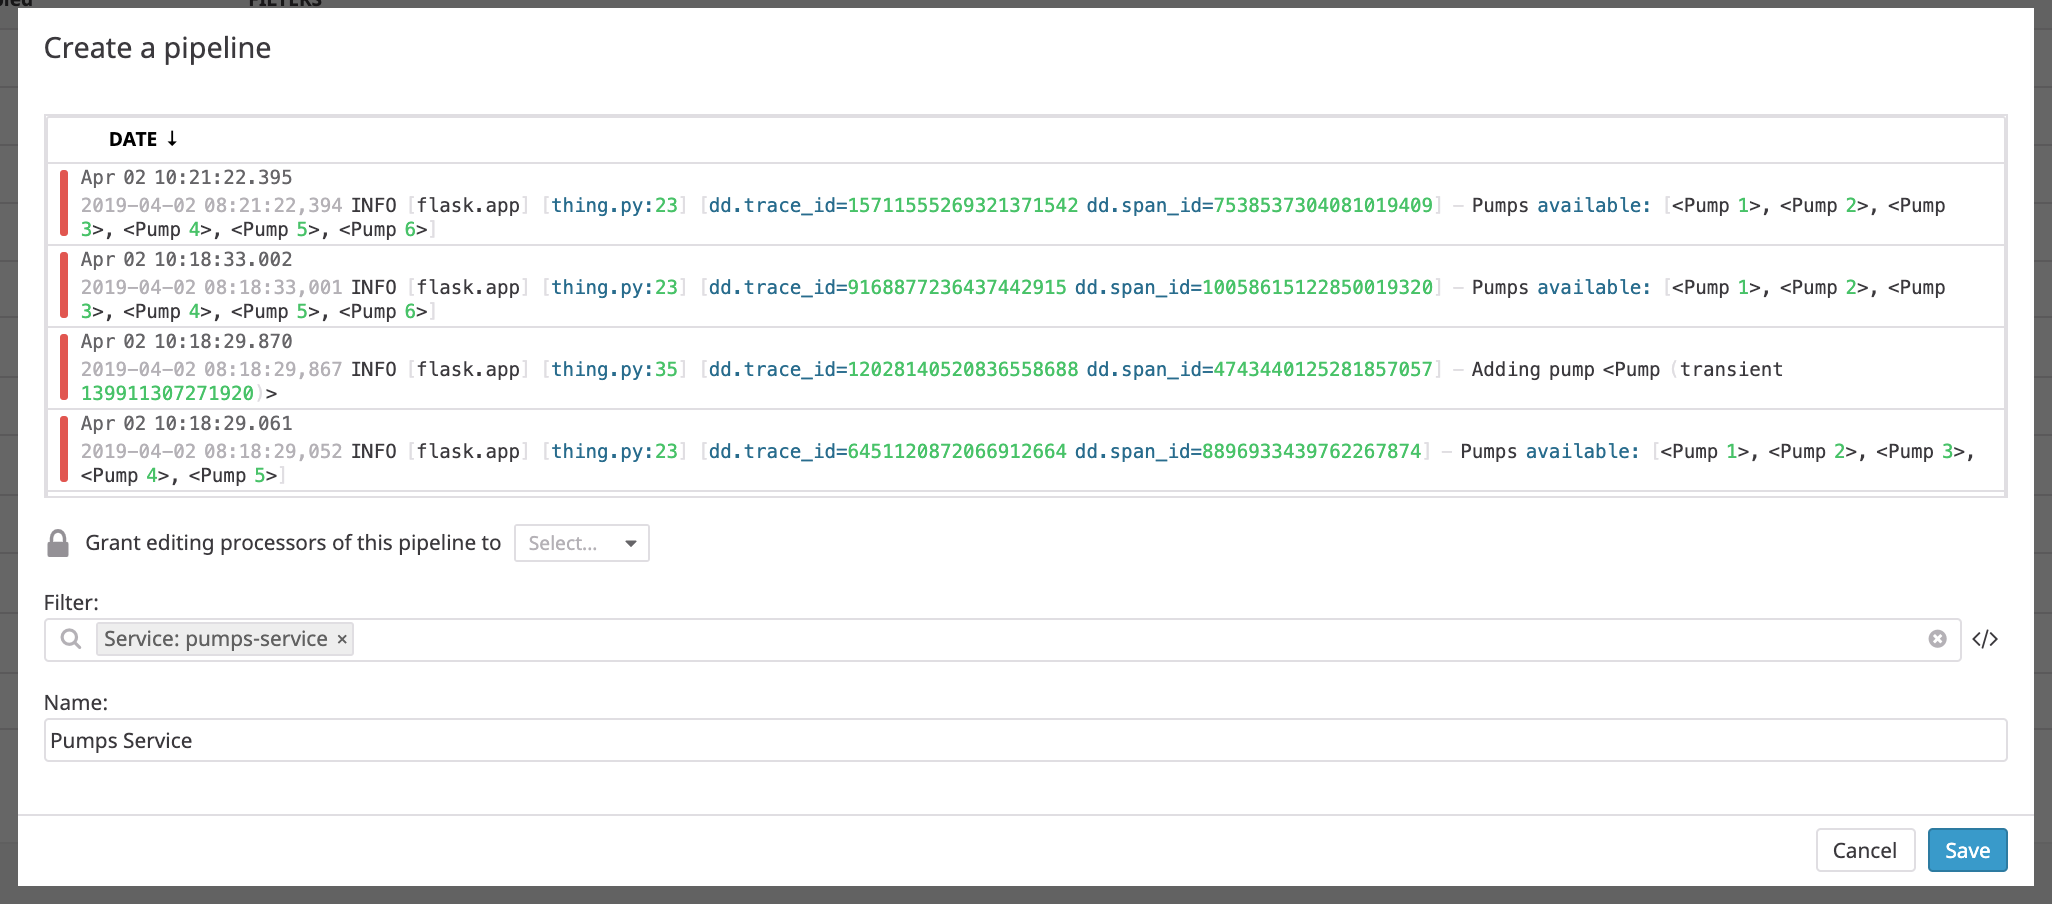 FILTERS
Create a pipeline
DATE ↓
Apr 02 10:21:22.395
2019-04-02 08:21:22,394 INFO [flask.app] [thing.py:23] [dd.trace_id=15711555269321371542 dd.span_id=7538537304081019409] - Pumps available: [<Pump 1>, <Pump 2>, <Pump
3>, <Pump 4>, <Pump 5>, <Pump 6>]
Apr 02 10:18:33.002
2019-04-02 08:18:33,001 INFO [flask.app] [thing.py:23] [dd.trace_id=9168877236437442915 dd.span_id=10058615122850019320] - Pumps available: [<Pump 1>, <Pump 2>, <Pump
3>, <Pump 4>, <Pump 5>, <Pump 6>]
Apr 02 10:18:29.870
2019-04-02 08:18:29,867 INFO [flask.app] [thing.py:35] [dd.trace_id=12028140520836558688 dd.span_id=4743440125281857057] - Adding pump <Pump (transient
139911307271920)>
Apr 02 10:18:29.061
2019-04-02 08:18:29,052 INFO [flask.app] [thing.py:23] [dd.trace_id=6451120872066912664 dd.span_id=8896933439762267874] - Pumps available: [<Pump 1>, <Pump 2>, <Pump 3>,
<Pump 4>, <Pump 5>]
Grant editing processors of this pipeline to Select...
Filter:
Service: pumps-service ×
</>
Name:
Pumps Service
Cancel Save